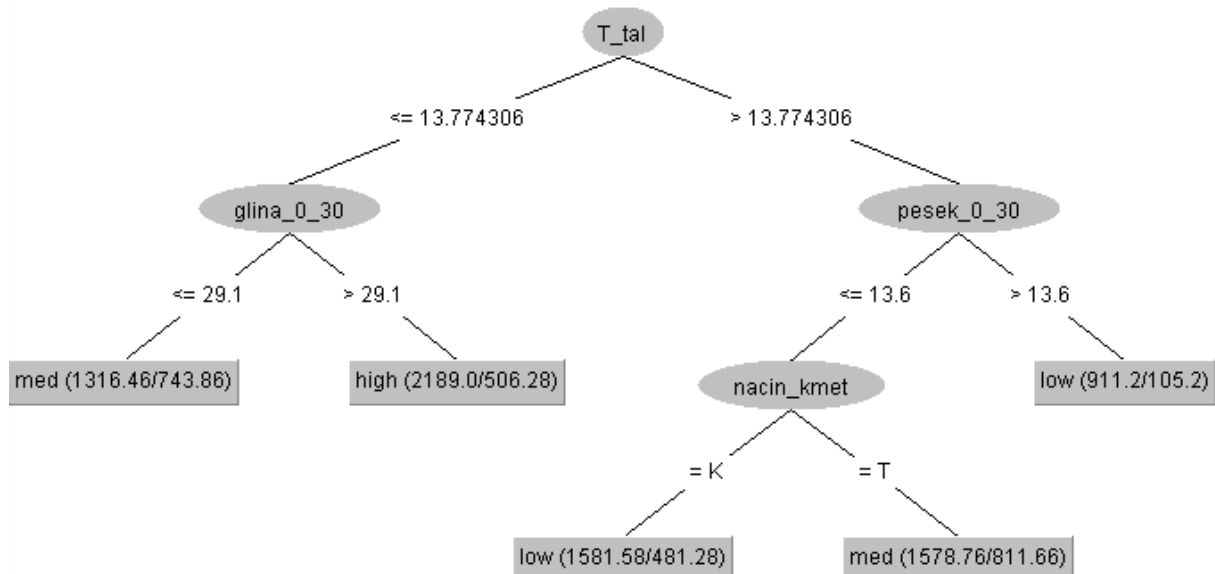 T_tal
<= 13.774306
> 13.774306
glina_0_30
pesek_0_30
<= 29.1
> 29.1
<= 13.6
> 13.6
med (1316.46/743.86)
high (2189.0/506.28)
nacin_kmet
low (911.2/105.2)
= K
= T
low (1581.58/481.28)
med (1578.76/811.66)